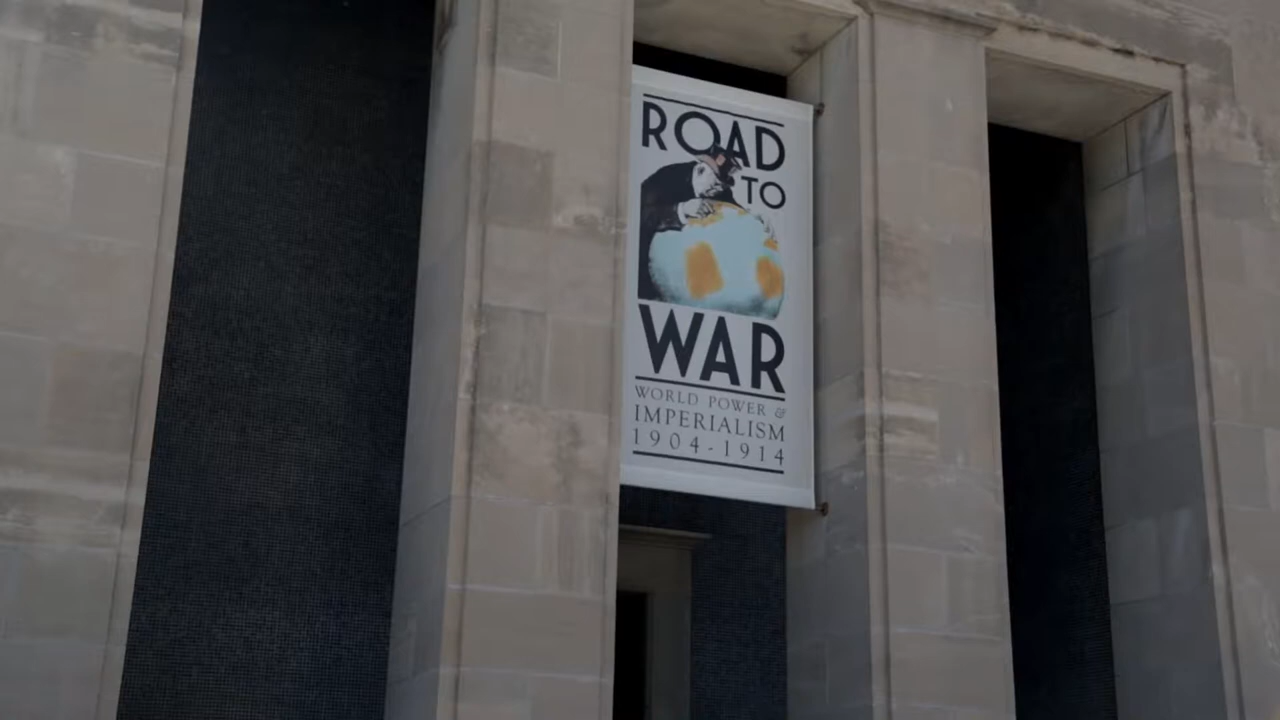 ROAD
TO
WAR
WORLD POWER &
IMPERIALISM
1904-1914